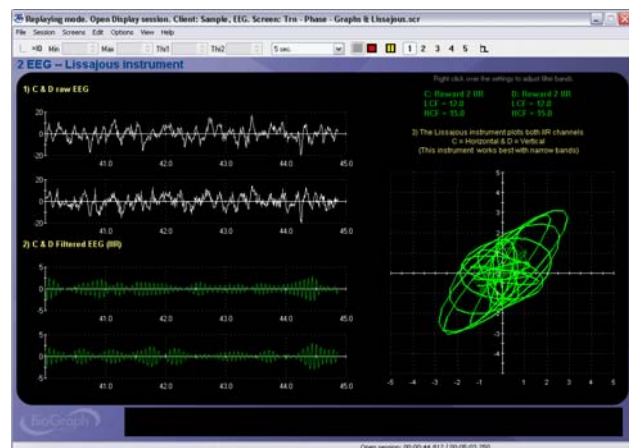 Replaying mode. Open Display session. Client: Sample, EEG. Screen: Trn - Phase - Graphs & Lissajous.scr
File Session Screens Edit Options View Help
×10 Min Max Thr1 Thr2 5 sec. 1 2 3 4 5
2 EEG -- Lissajous instrument
Right click over the settings to adjust filter bands.
C: Reward 2 IIR D: Reward 2 IIR
LCF = 12.0 LCF = 12.0
HCF = 15.0 HCF = 15.0
3) The Lissajous instrument plots both IIR channels
C = Horizontal & D = Vertical
(This instrument works best with narrow bands)
1) C & D raw EEG
20
0
-20
41.0 42.0 43.0 44.0 45.0
20
0
-20
41.0 42.0 43.0 44.0 45.0
2) C & D Filtered EEG (IIR)
5
0
-5
41.0 42.0 43.0 44.0 45.0
5
0
-5
41.0 42.0 43.0 44.0 45.0
5
4
3
2
1
-1
-2
-3
-4
-5 -4 -3 -2 -1 0 1 2 3 4 5
BioGraph